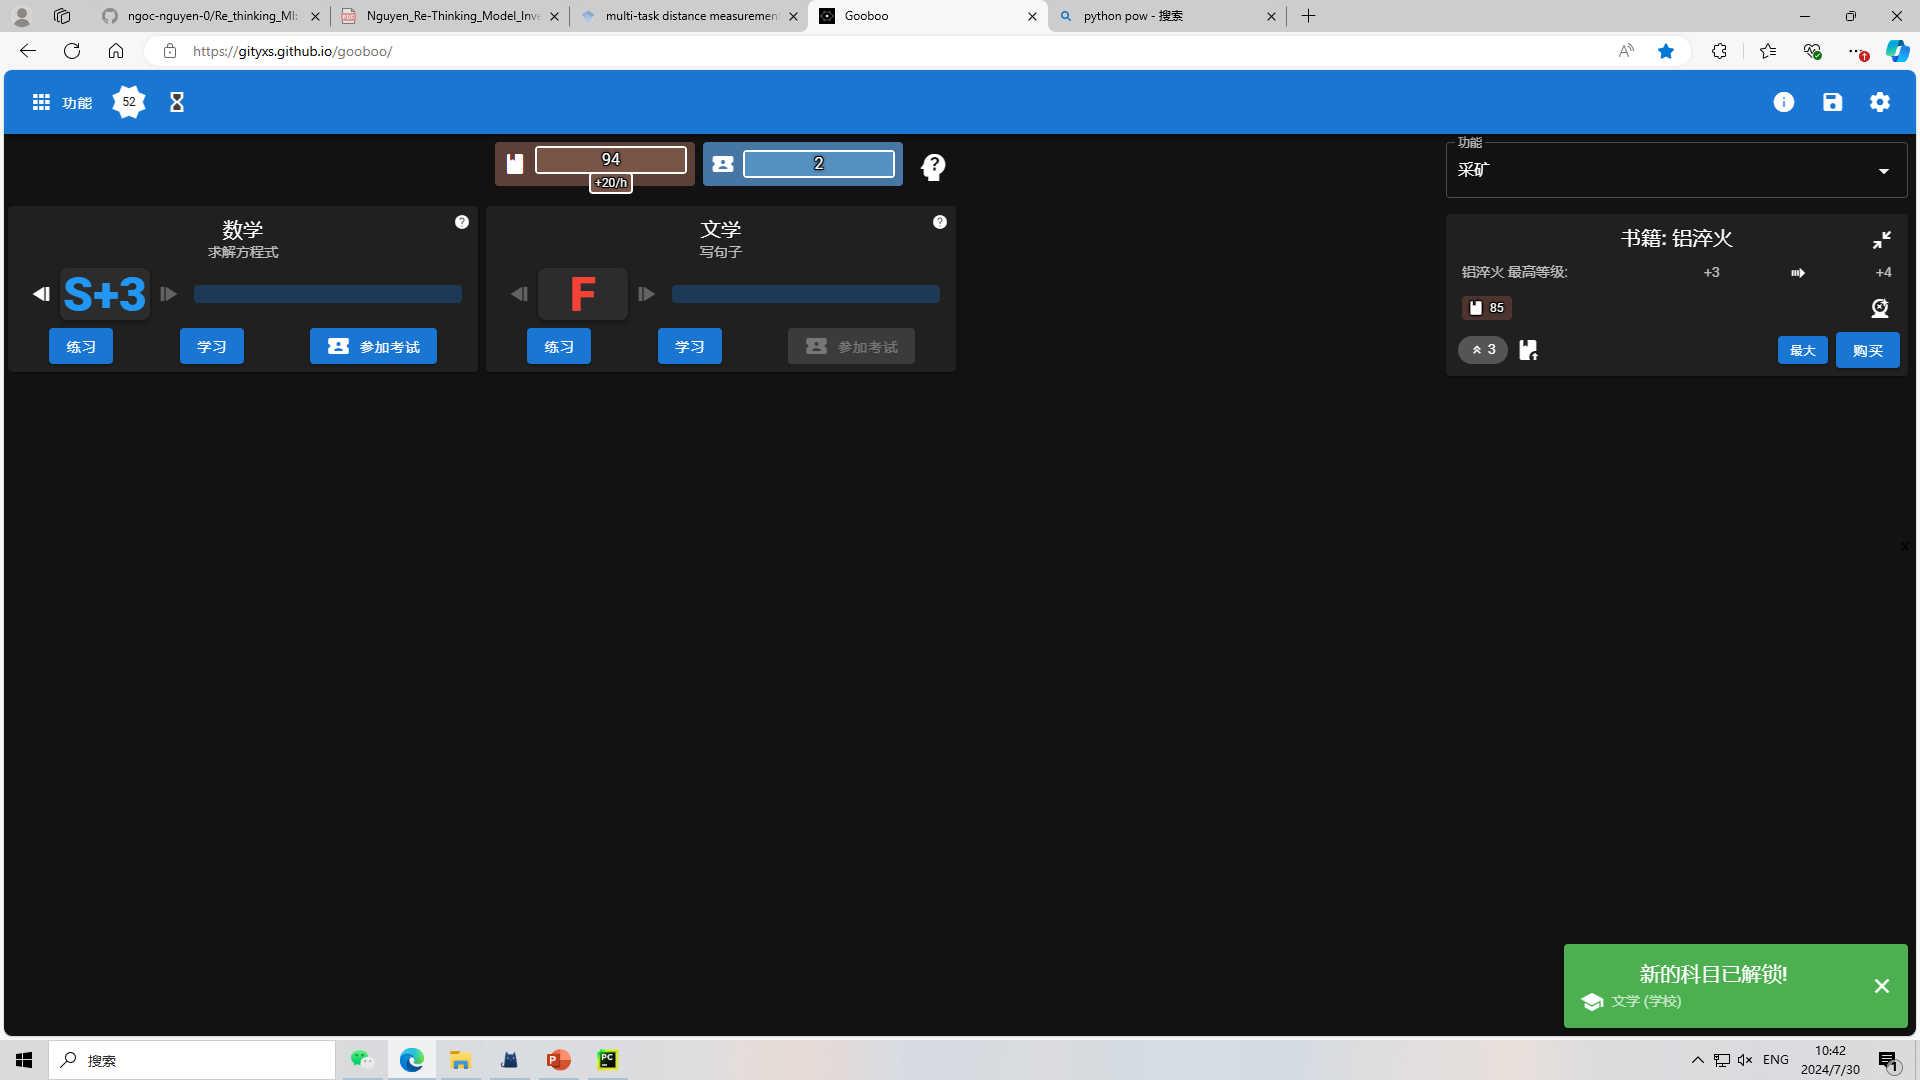 ngoc-nguyen-0/Re_thinking_MI:
Nguyen_Re-Thinking_Model_Inve
multi-task distance measurement
Gooboo
python pow - 搜索
https://gityxs.github.io/gooboo/
功能
52
94
+20/h
2
数学
求解方程式
S+3
练习
学习
参加考试
文学
写句子
F
练习
学习
参加考试
功能
采矿
书籍: 铝淬火
铝淬火 最高等级:
+3
+4
85
3
最大
购买
x
新的科目已解锁!
文学 (学校)
搜索
ENG
10:42
2024/7/30
1